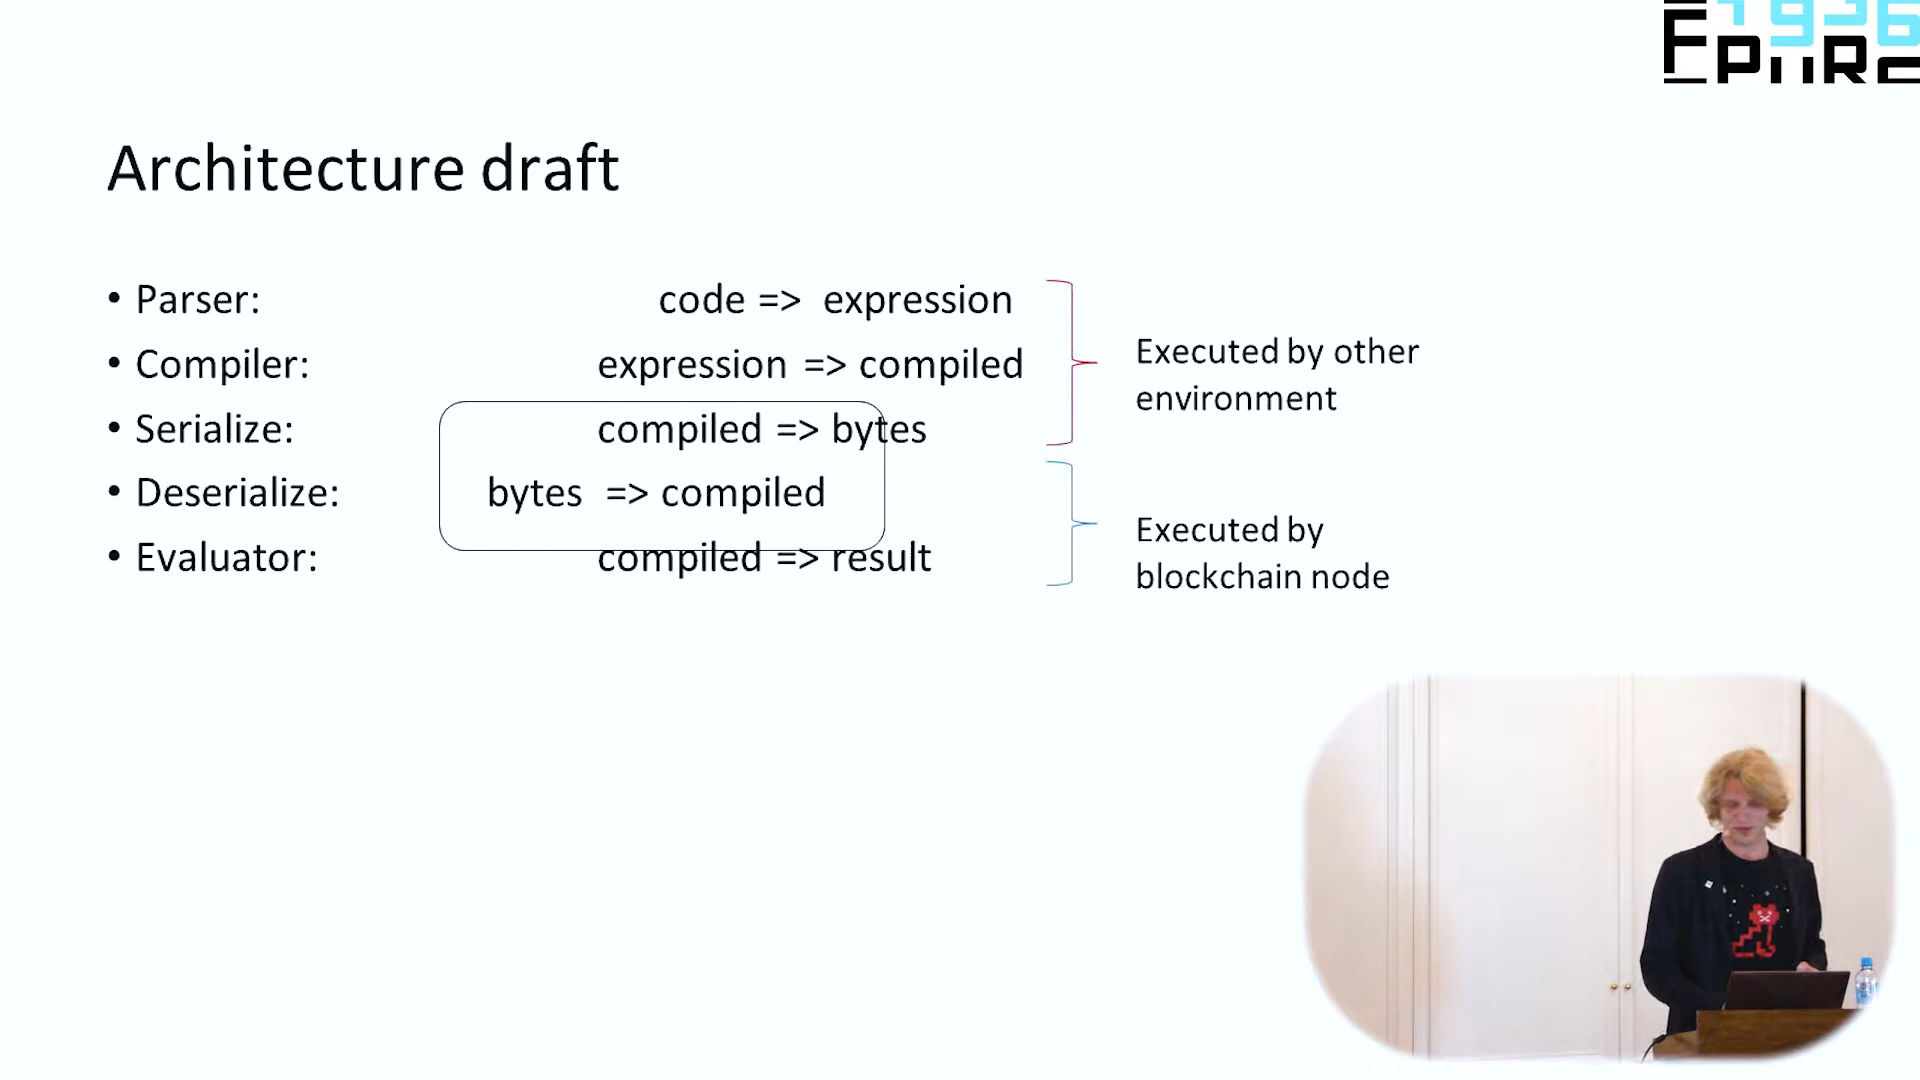 Architecture draft
• Parser: code => expression
• Compiler: expression => compiled
• Serialize: compiled => bytes
• Deserialize: bytes => compiled
• Evaluator: compiled => result
Executed by other
environment
Executed by
blockchain node